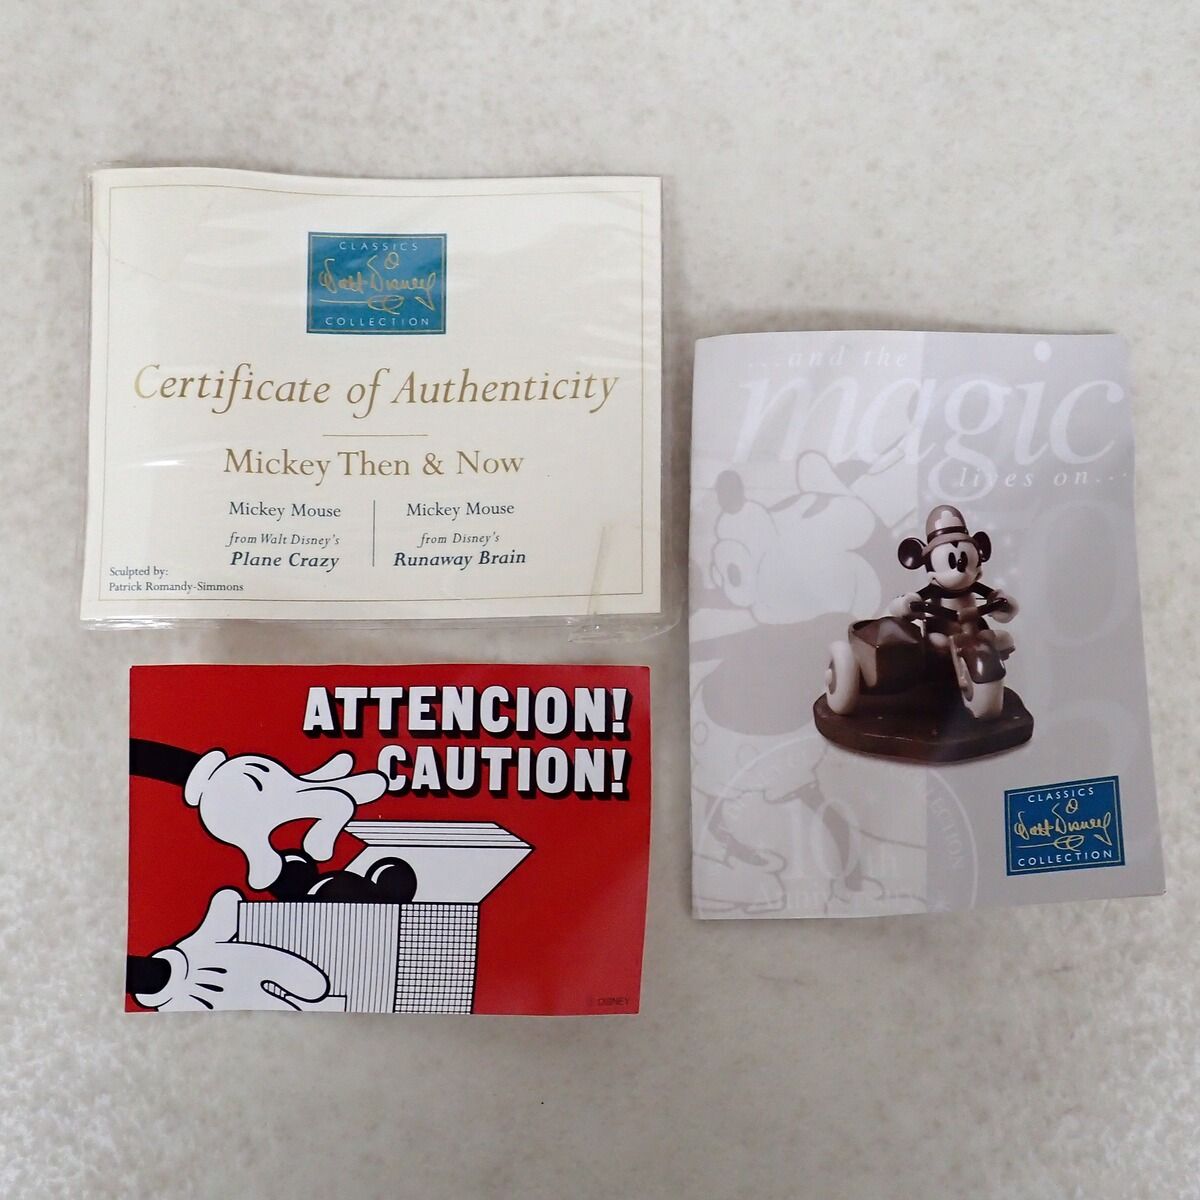 CLASSICS
Walt Disney
COLLECTION
Certificate of Authenticity
Mickey Then & Now
Mickey Mouse
from Walt Disney's
Plane Crazy
Mickey Mouse
from Disney's
Runaway Brain
Sculpted by:
Patrick Romandy-Simmons
ATTENCION!
CAUTION!
© DISNEY
...and the
magic
lives on...
10th
CLASSICS
Walt Disney
COLLECTION